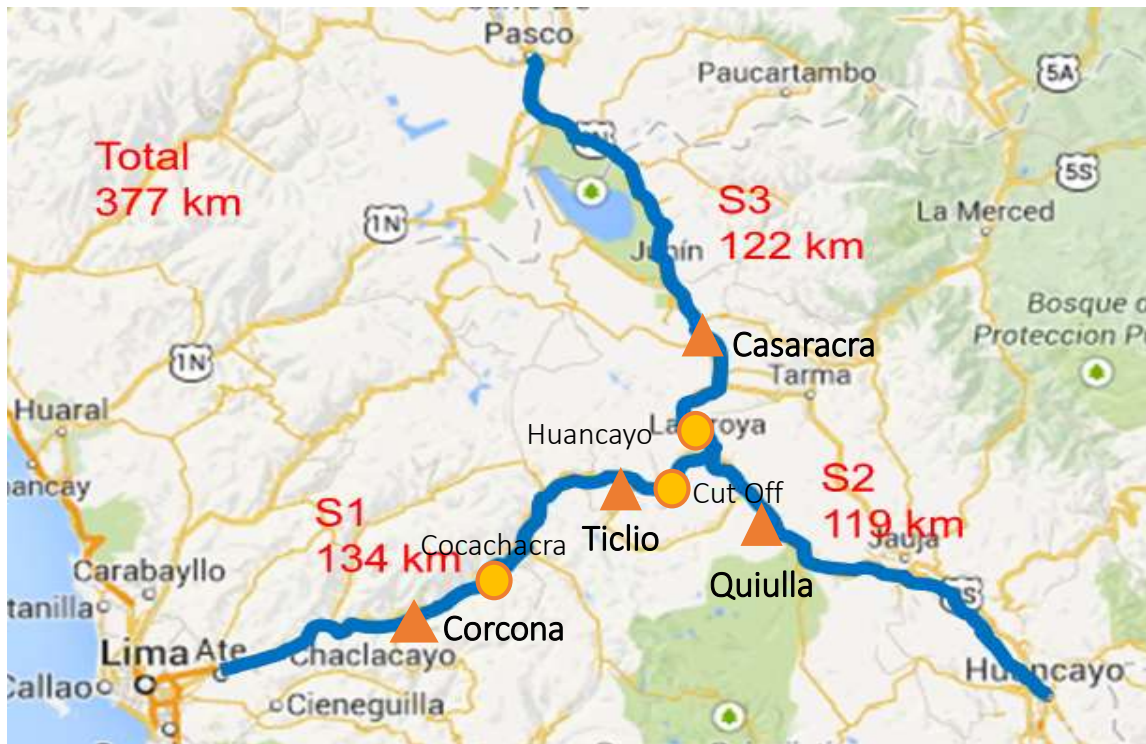 Pasco
Paucartambo
5A
Total
377 km
1N
5S
S3
122 km
La Merced
Junín
Bosque d
Proteccion P
1N
Casaracra
Tarma
Huaral
Huancayo
La Oroya
ancay
Cut Off
S2
119 km
S1
134 km
Ticlio
Cocachacra
Jauja
Carabayllo
Quiulla
tanilla
Corcona
Lima
Ate
Chaclacayo
Huancayo
Callao
Cieneguilla